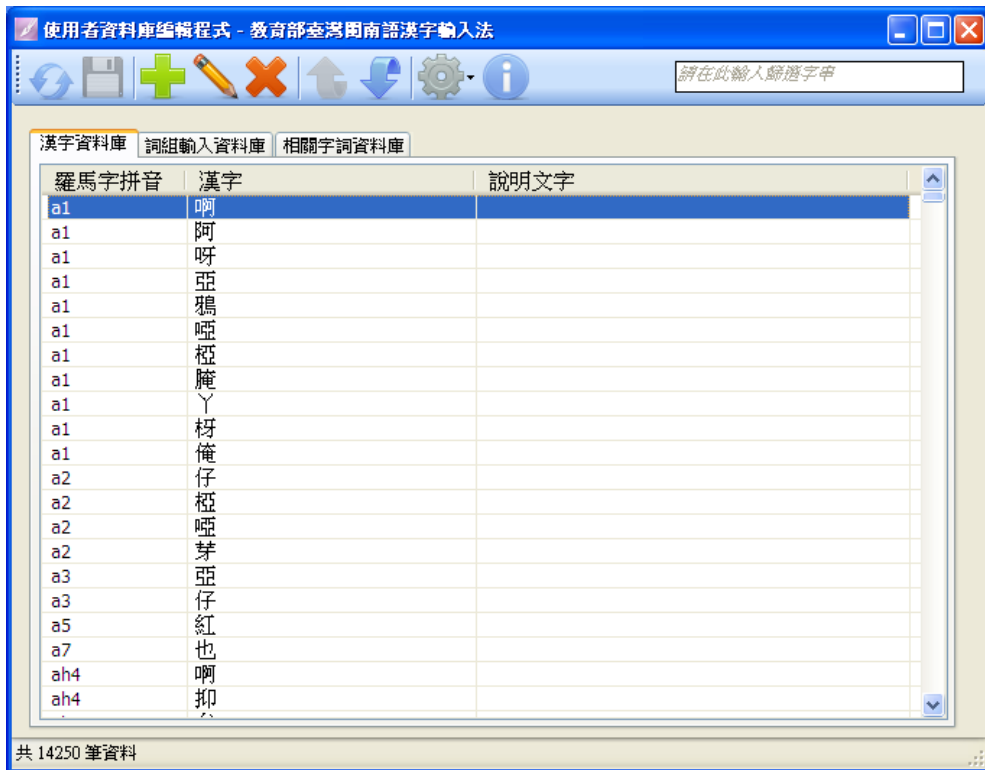 使用者資料庫編輯程式 - 教育部臺灣閩南語漢字輸入法
請在此輸入篩選字串
漢字資料庫 詞組輸入資料庫 相關字詞資料庫
羅馬字拼音 漢字 說明文字
a1 啊
a1 阿
a1 呀
a1 亞
a1 鴉
a1 啞
a1 椏
a1 腌
a1 丫
a1 枒
a1 俺
a2 仔
a2 椏
a2 啞
a2 芽
a3 亞
a3 仔
a5 紅
a7 也
ah4 啊
ah4 抑
共 14250 筆資料